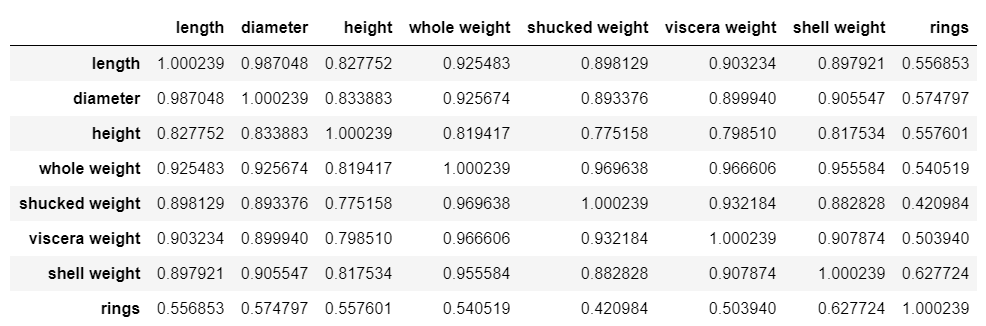 length diameter height whole weight shucked weight viscera weight shell weight rings
length 1.000239 0.987048 0.827752 0.925483 0.898129 0.903234 0.897921 0.556853
diameter 0.987048 1.000239 0.833883 0.925674 0.893376 0.899940 0.905547 0.574797
height 0.827752 0.833883 1.000239 0.819417 0.775158 0.798510 0.817534 0.557601
whole weight 0.925483 0.925674 0.819417 1.000239 0.969638 0.966606 0.955584 0.540519
shucked weight 0.898129 0.893376 0.775158 0.969638 1.000239 0.932184 0.882828 0.420984
viscera weight 0.903234 0.899940 0.798510 0.966606 0.932184 1.000239 0.907874 0.503940
shell weight 0.897921 0.905547 0.817534 0.955584 0.882828 0.907874 1.000239 0.627724
rings 0.556853 0.574797 0.557601 0.540519 0.420984 0.503940 0.627724 1.000239